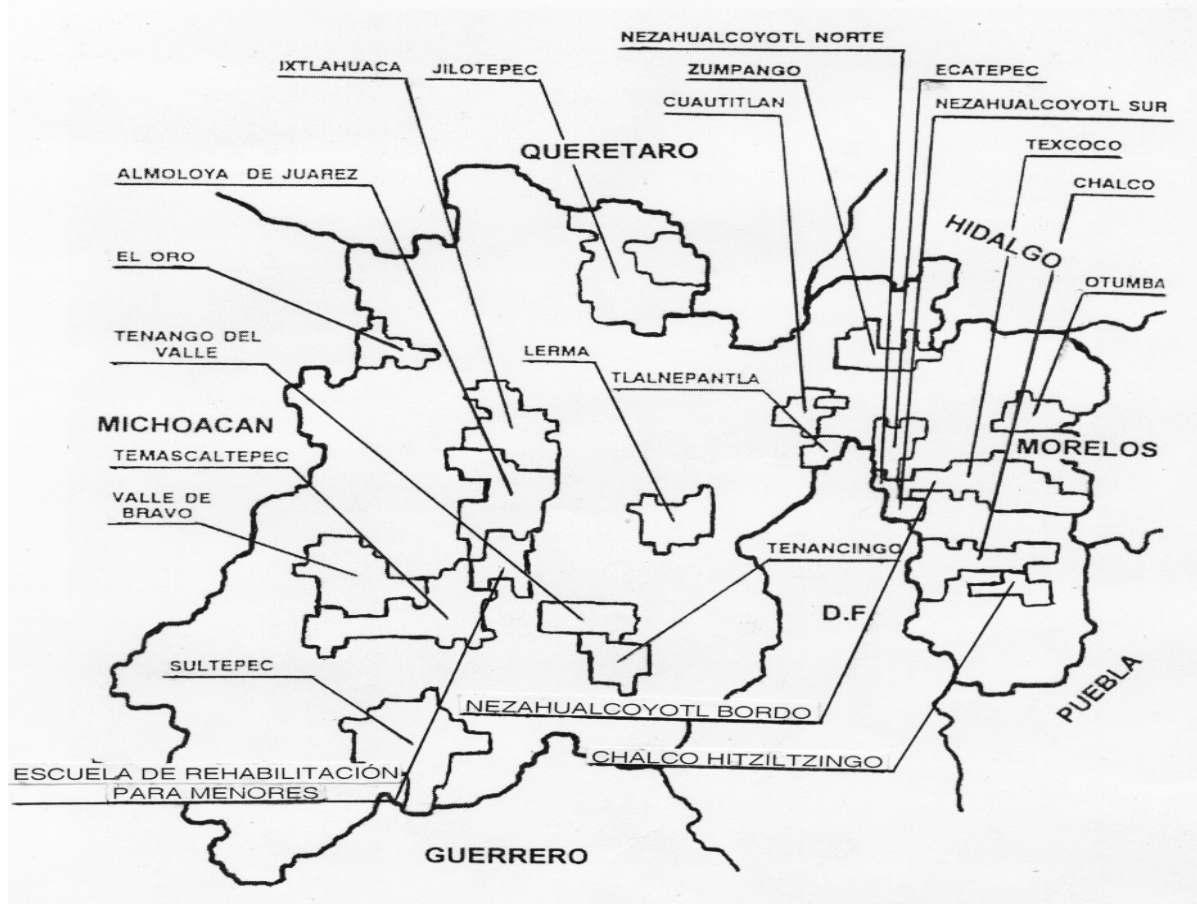 NEZAHUALCOYOTL NORTE
IXTLAHUACA
JILOTEPEC
ZUMPANGO
ECATEPEC
CUAUTITLAN
NEZAHUALCOYOTL SUR
QUERETARO
TEXCOCO
ALMOLOYA DE JUAREZ
CHALCO
HIDALGO
EL ORO
OTUMBA
TENANGO DEL
VALLE
LERMA
TLALNEPANTLA
MICHOACAN
MORELOS
TEMASCALTEPEC
VALLE DE
BRAVO
TENANCINGO
D.F.
SULTEPEC
PUEBLA
NEZAHUALCOYOTL BORDO
CHALCO HITZILTZINGO
ESCUELA DE REHABILITACIÓN
PARA MENORES
GUERRERO